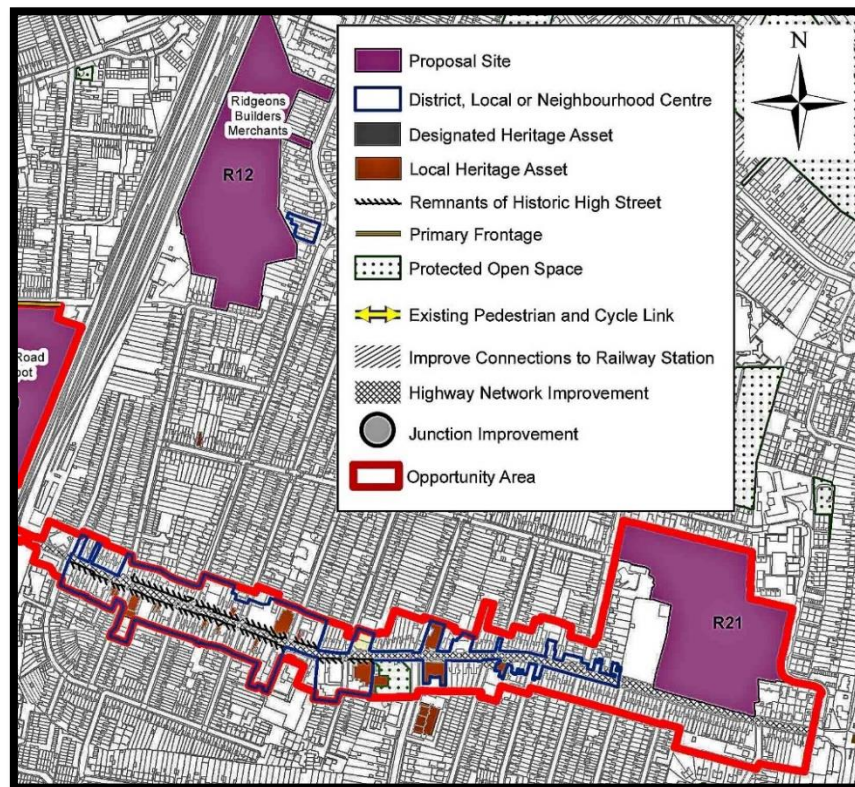 Ridgeons
Builders
Merchants
R12
Road
R21
N
Proposal Site
District, Local or Neighbourhood Centre
Designated Heritage Asset
Local Heritage Asset
Remnants of Historic High Street
Primary Frontage
Protected Open Space
Existing Pedestrian and Cycle Link
Improve Connections to Railway Station
Highway Network Improvement
Junction Improvement
Opportunity Area